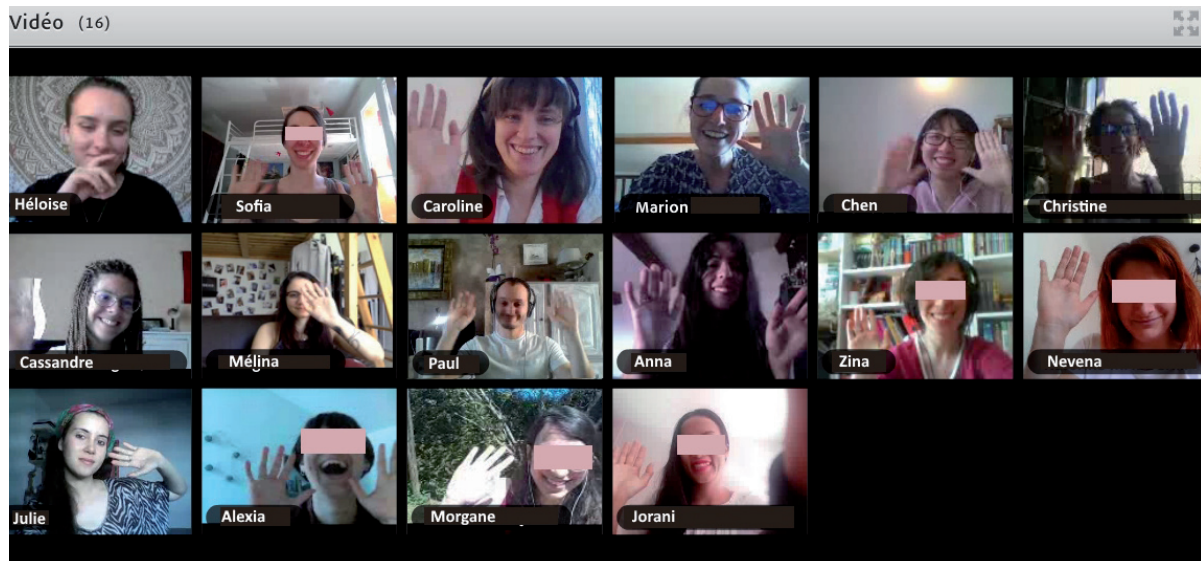 Vidéo (16)
Héloise
Sofia
Caroline
Marion
Chen
Christine
Cassandre
Mélina
Paul
Anna
Zina
Nevena
Julie
Alexia
Morgane
Jorani